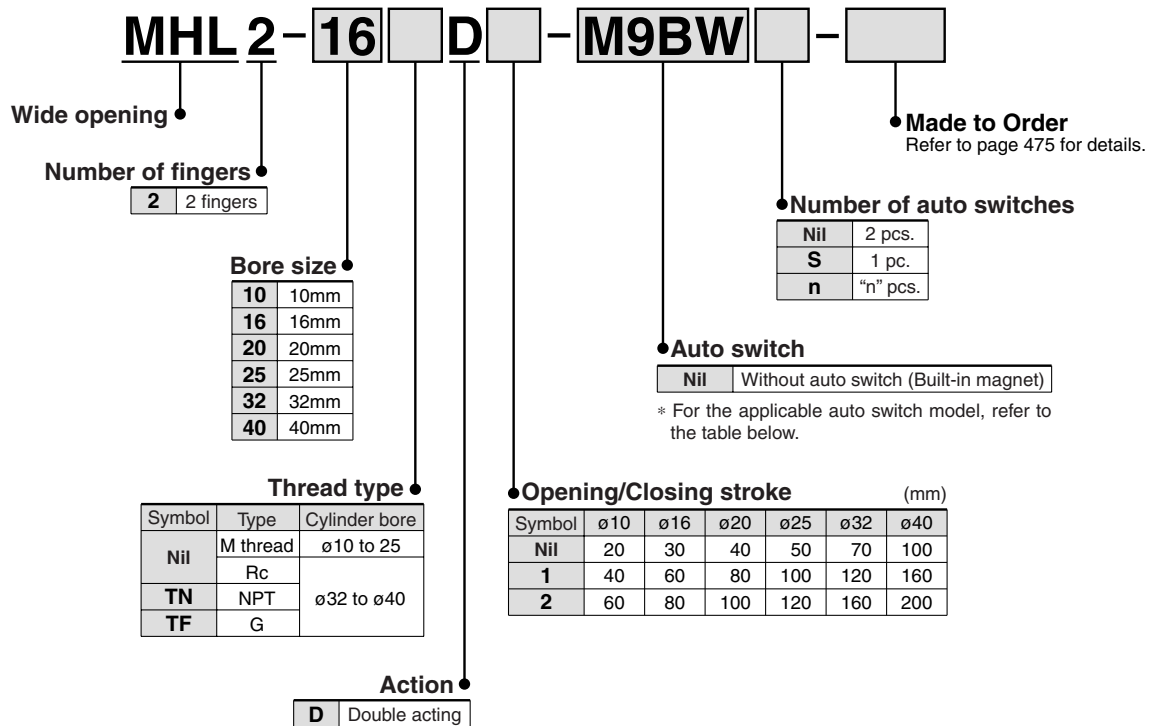 MHL 2 - 16 D - M9BW -
Wide opening
Made to Order
Refer to page 475 for details.
Number of fingers
2 2 fingers
Number of auto switches
Nil 2 pcs.
S 1 pc.
n “n” pcs.
Bore size
10 10mm
16 16mm
20 20mm
25 25mm
32 32mm
40 40mm
Auto switch
Nil Without auto switch (Built-in magnet)
* For the applicable auto switch model, refer to
the table below.
Thread type
Symbol Type Cylinder bore
Nil M thread ø10 to 25
Rc
TN NPT ø32 to ø40
TF G
Opening/Closing stroke (mm)
Symbol ø10 ø16 ø20 ø25 ø32 ø40
Nil 20 30 40 50 70 100
1 40 60 80 100 120 160
2 60 80 100 120 160 200
Action
D Double acting